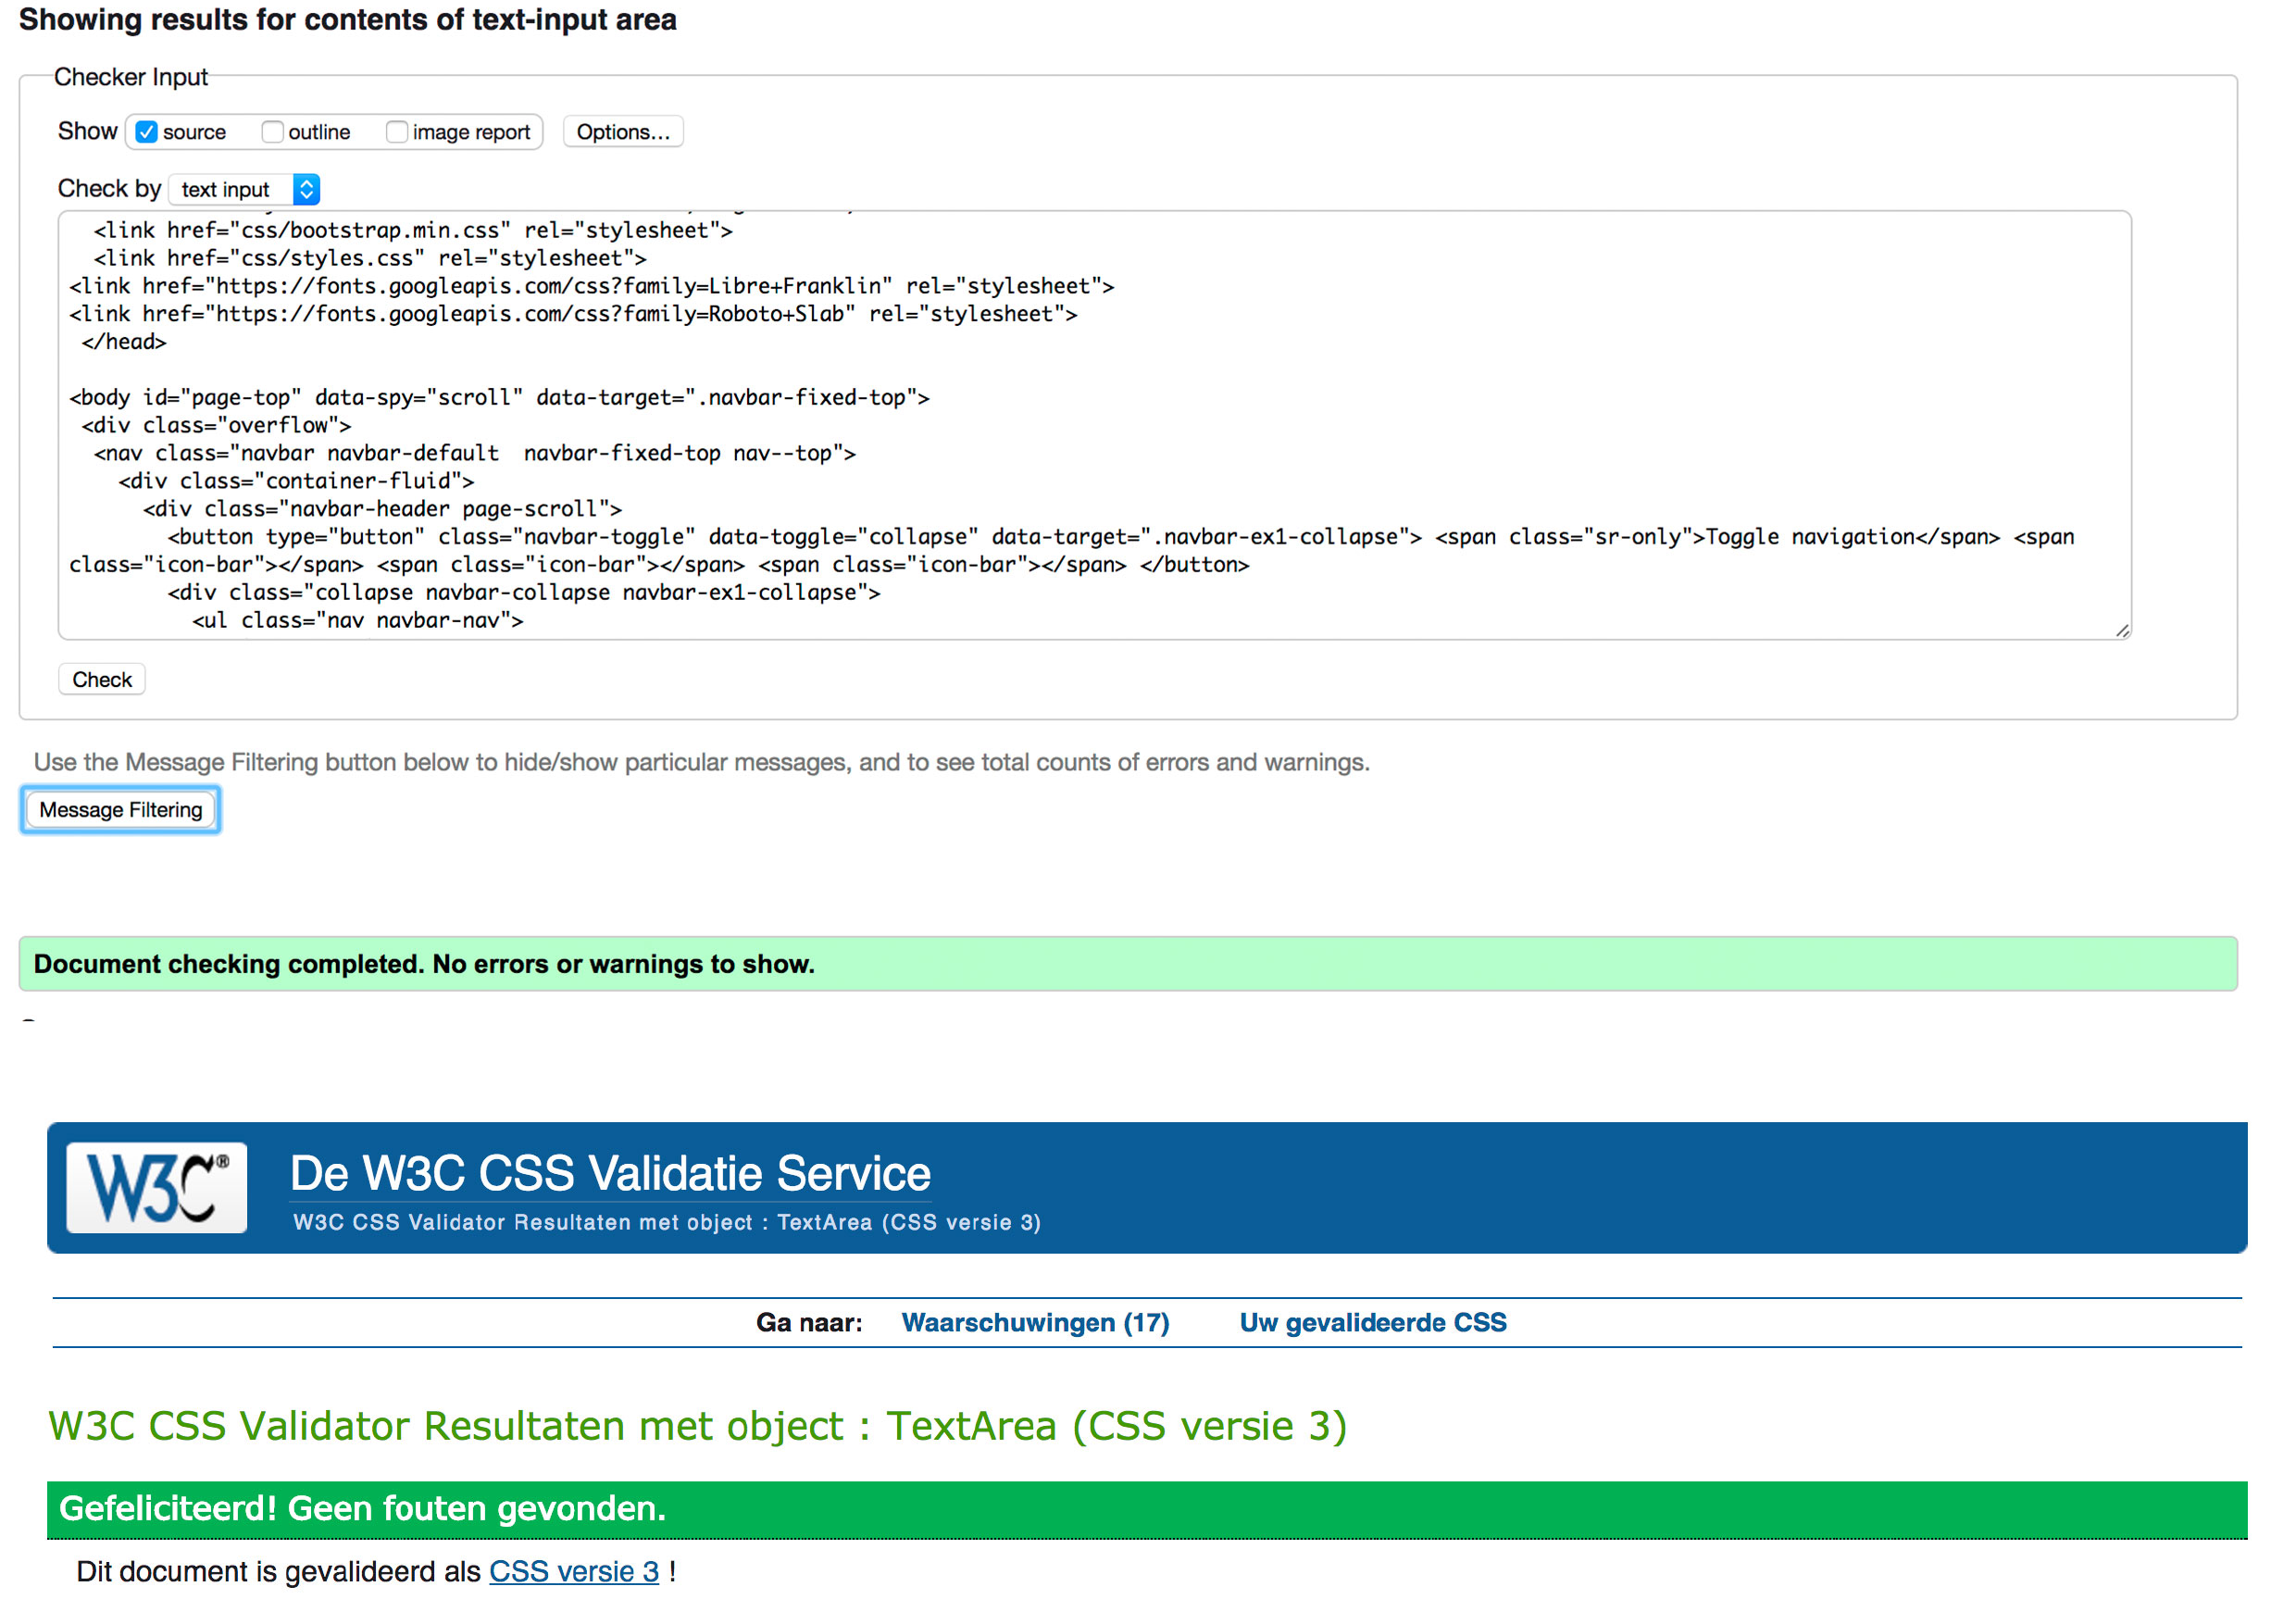 Showing results for contents of text-input area
Checker Input
Show source outline image report Options...
Check by text input
<link href="css/bootstrap.min.css" rel="stylesheet">
<link href="css/styles.css" rel="stylesheet">
<link href="https://fonts.googleapis.com/css?family=Libre+Franklin" rel="stylesheet">
<link href="https://fonts.googleapis.com/css?family=Roboto+Slab" rel="stylesheet">
</head>
<body id="page-top" data-spy="scroll" data-target=".navbar-fixed-top">
<div class="overflow">
<nav class="navbar navbar-default  navbar-fixed-top nav--top">
<div class="container-fluid">
<div class="navbar-header page-scroll">
<button type="button" class="navbar-toggle" data-toggle="collapse" data-target=".navbar-ex1-collapse"> <span class="sr-only">Toggle navigation</span> <span
class="icon-bar"></span> <span class="icon-bar"></span> <span class="icon-bar"></span> </button>
<div class="collapse navbar-collapse navbar-ex1-collapse">
<ul class="nav navbar-nav">
Check
Use the Message Filtering button below to hide/show particular messages, and to see total counts of errors and warnings.
Message Filtering
Document checking completed. No errors or warnings to show.
W3C®
De W3C CSS Validatie Service
W3C CSS Validator Resultaten met object : TextArea (CSS versie 3)
Ga naar: Waarschuwingen (17) Uw gevalideerde CSS
W3C CSS Validator Resultaten met object : TextArea (CSS versie 3)
Gefeliciteerd! Geen fouten gevonden.
Dit document is gevalideerd als CSS versie 3 !